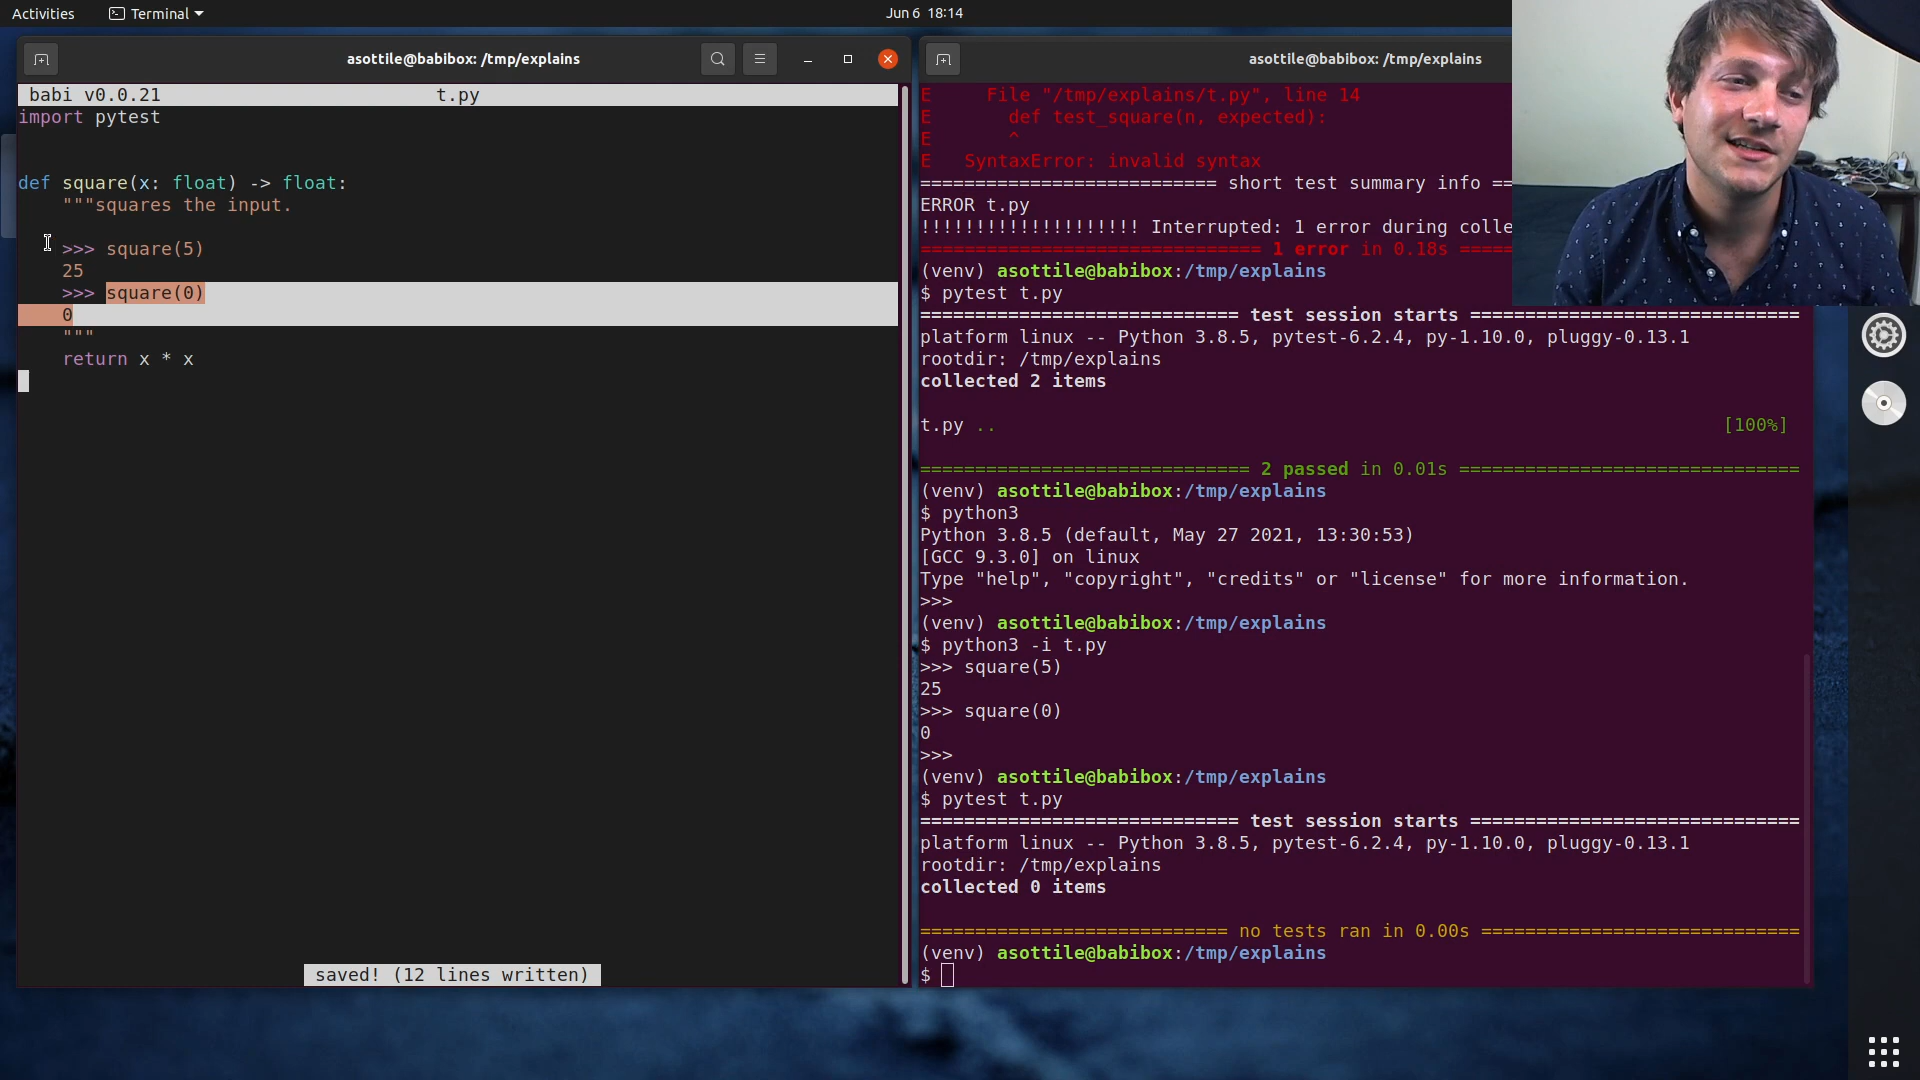 Activities
Terminal
Jun 6 18:14
asottile@babibox: /tmp/explains
babi v0.0.21 t.py
import pytest
def square(x: float) -> float:
"""squares the input.
>>> square(5)
25
>>> square(0)
0
"""
return x * x
saved! (12 lines written)
asottile@babibox: /tmp/explains
E File "/tmp/explains/t.py", line 14
E def test_square(n, expected):
E ^
E SyntaxError: invalid syntax
=========================== short test summary info ==
ERROR t.py
!!!!!!!!!!!!!!!!!!!! Interrupted: 1 error during colle
=============================== 1 error in 0.18s =====
(venv) asottile@babibox:/tmp/explains
$ pytest t.py
============================= test session starts ==============================
platform linux -- Python 3.8.5, pytest-6.2.4, py-1.10.0, pluggy-0.13.1
rootdir: /tmp/explains
collected 2 items
t.py .. [100%]
============================== 2 passed in 0.01s ===============================
(venv) asottile@babibox:/tmp/explains
$ python3
Python 3.8.5 (default, May 27 2021, 13:30:53)
[GCC 9.3.0] on linux
Type "help", "copyright", "credits" or "license" for more information.
>>>
(venv) asottile@babibox:/tmp/explains
$ python3 -i t.py
>>> square(5)
25
>>> square(0)
0
>>>
(venv) asottile@babibox:/tmp/explains
$ pytest t.py
============================= test session starts ==============================
platform linux -- Python 3.8.5, pytest-6.2.4, py-1.10.0, pluggy-0.13.1
rootdir: /tmp/explains
collected 0 items
============================ no tests ran in 0.00s =============================
(venv) asottile@babibox:/tmp/explains
$